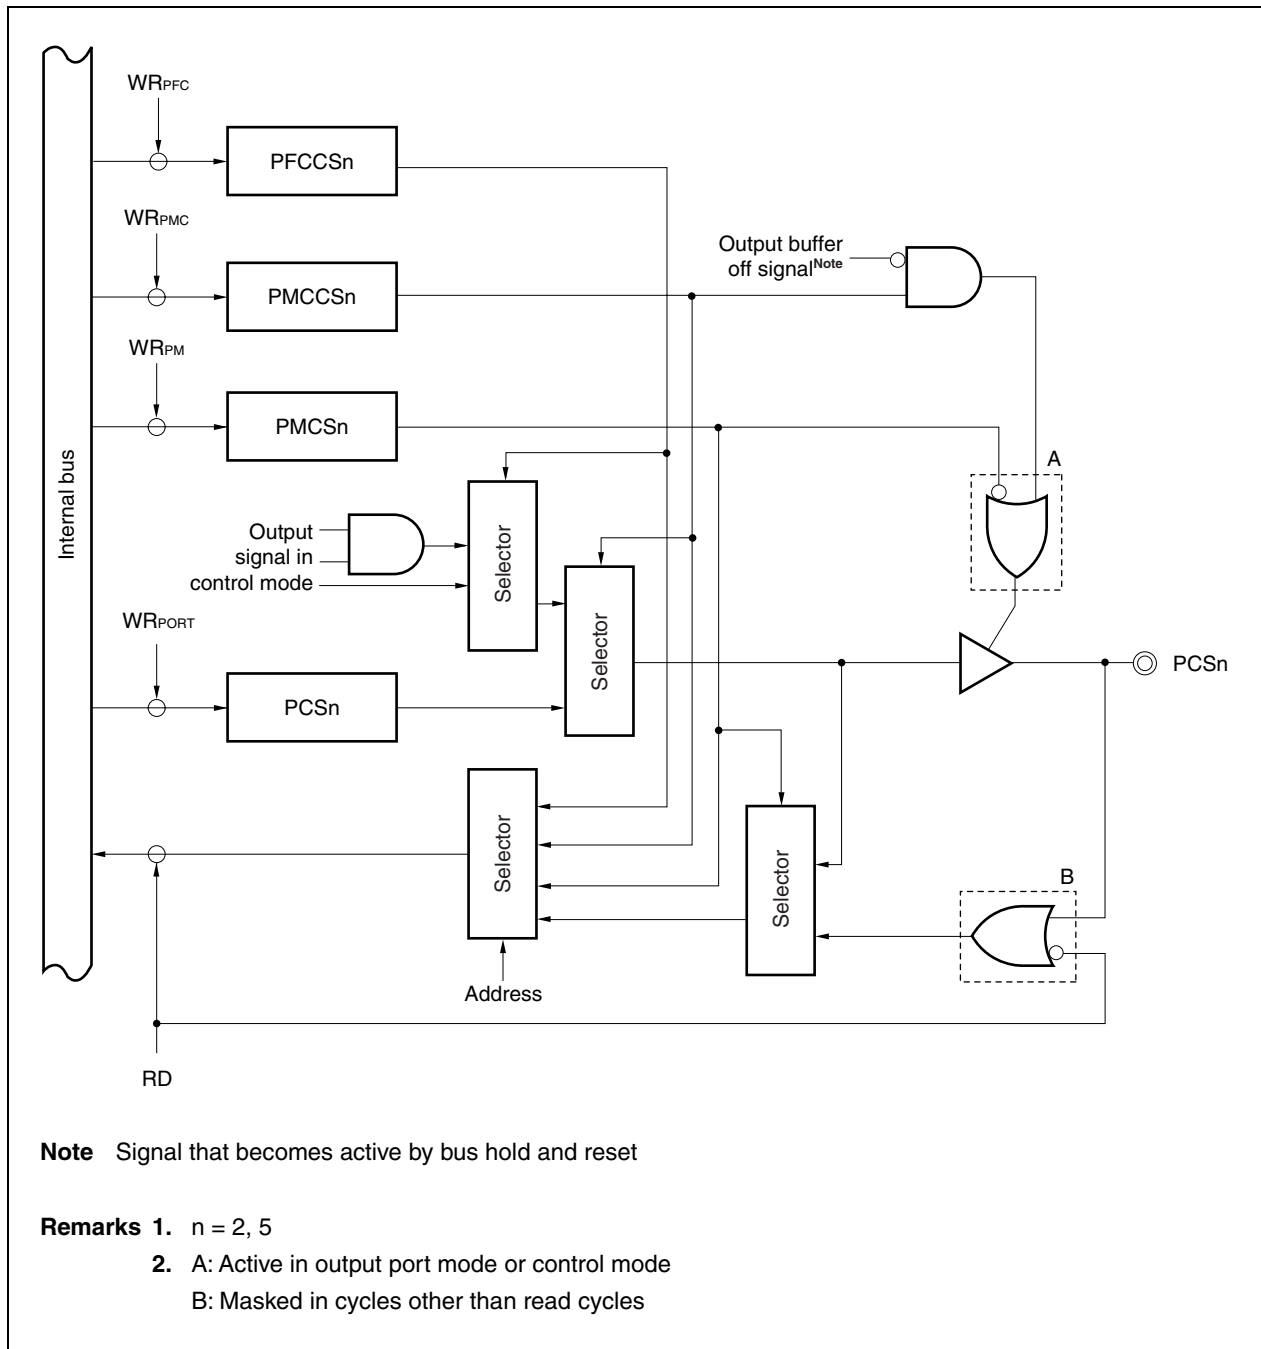 WRPFC
PFCCSn
WRPMC
Output buffer
off signalNote
PMCCSn
WRPM
PMCSn
A
Internal bus
Output
signal in
control mode
Selector
Selector
WRPORT
PCSn
PCSn
Selector
Selector
B
Address
RD
Note Signal that becomes active by bus hold and reset
Remarks 1. n = 2, 5
2. A: Active in output port mode or control mode
B: Masked in cycles other than read cycles